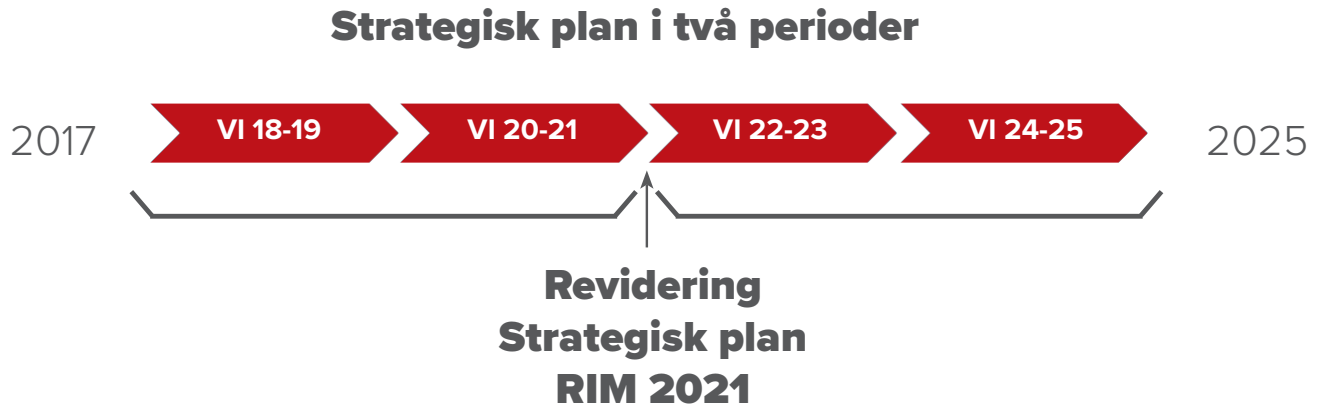 Strategisk plan i två perioder
2017
VI 18-19
VI 20-21
VI 22-23
VI 24-25
2025
Revidering
Strategisk plan
RIM 2021